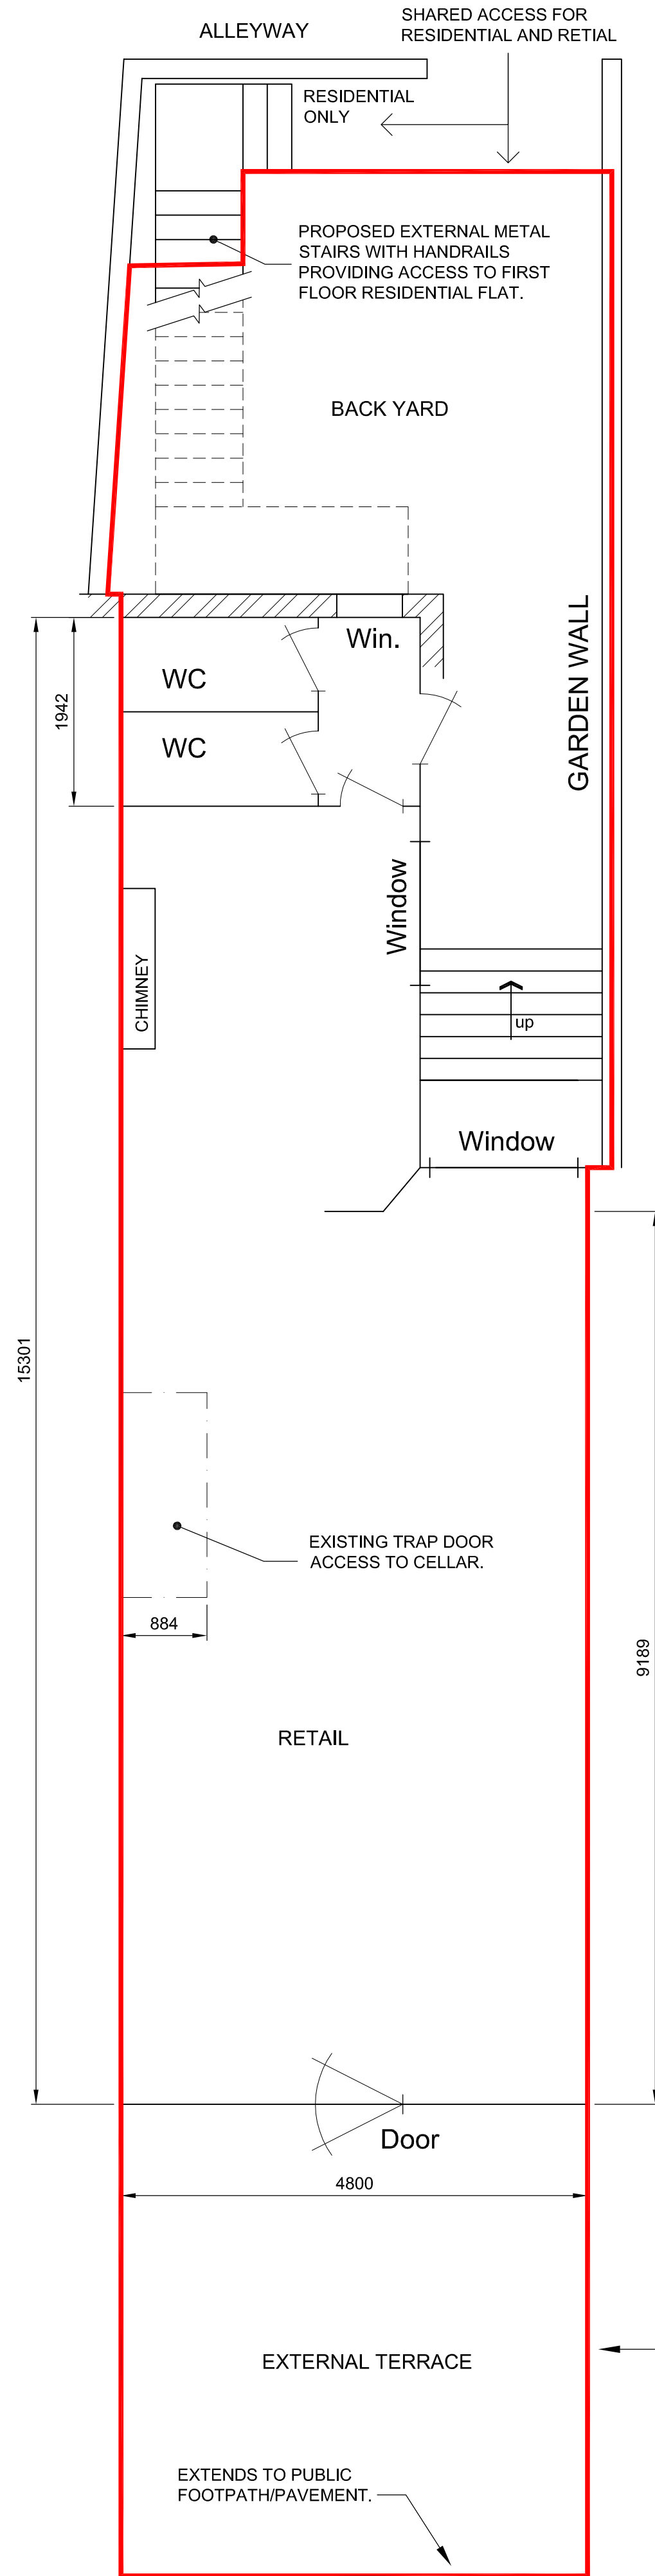 ALLEYWAY
SHARED ACCESS FOR
RESIDENTIAL AND RETIAL
RESIDENTIAL
ONLY
PROPOSED EXTERNAL METAL
STAIRS WITH HANDRAILS
PROVIDING ACCESS TO FIRST
FLOOR RESIDENTIAL FLAT.
BACK YARD
GARDEN WALL
Win.
WC
1942
WC
Window
CHIMNEY
up
Window
15301
EXISTING TRAP DOOR
ACCESS TO CELLAR.
884
9189
RETAIL
Door
4800
EXTERNAL TERRACE
EXTENDS TO PUBLIC
FOOTPATH/PAVEMENT.